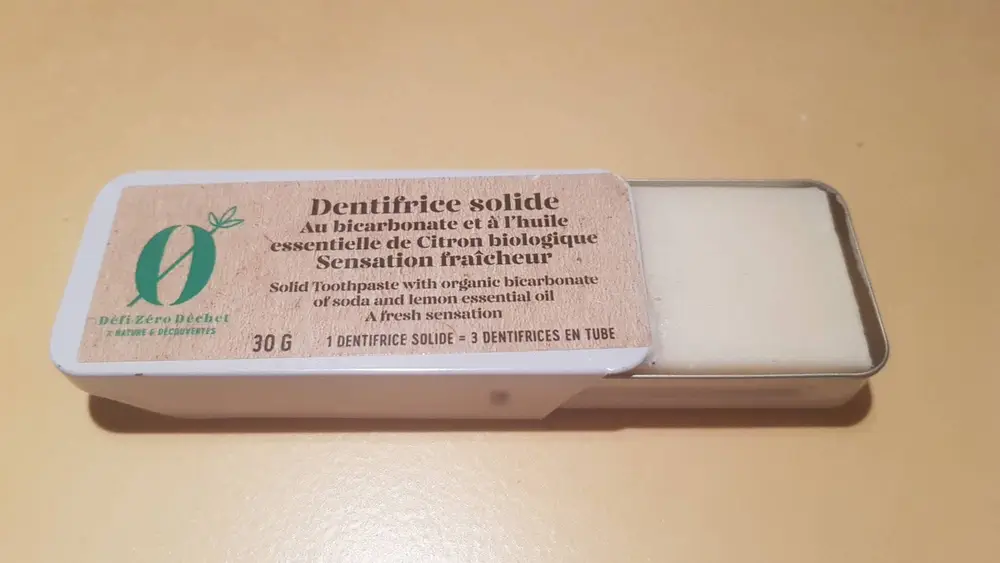 Dentifrice solide
Au bicarbonate et à l'huile
essentielle de Citron biologique
Sensation fraîcheur
Solid Toothpaste with organic bicarbonate
of soda and lemon essential oil
A fresh sensation
Défi Zéro Déchet
NATURE & DÉCOUVERTES
30 G
1 DENTIFRICE SOLIDE = 3 DENTIFRICES EN TUBE